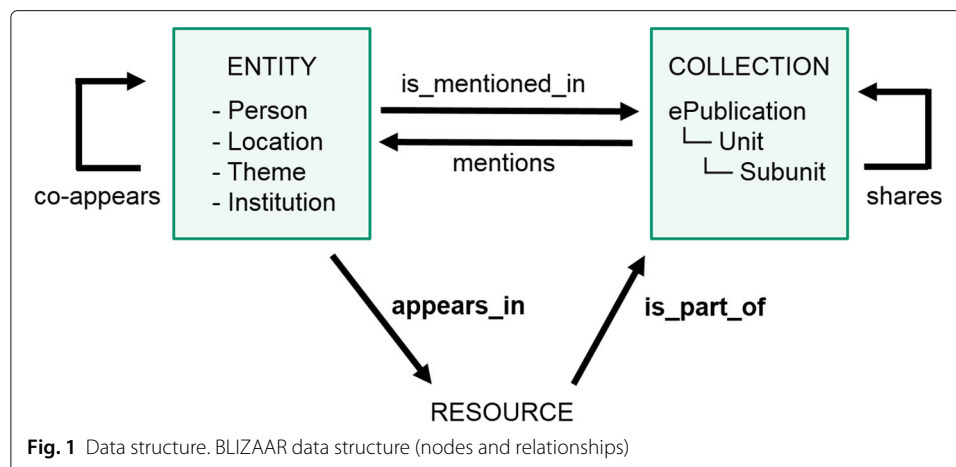 ENTITY
- Person
- Location
- Theme
- Institution
co-appears
is_mentioned_in
mentions
COLLECTION
ePublication
Unit
Subunit
shares
appears_in
is_part_of
RESOURCE
Fig. 1 Data structure. BLIZAAR data structure (nodes and relationships)